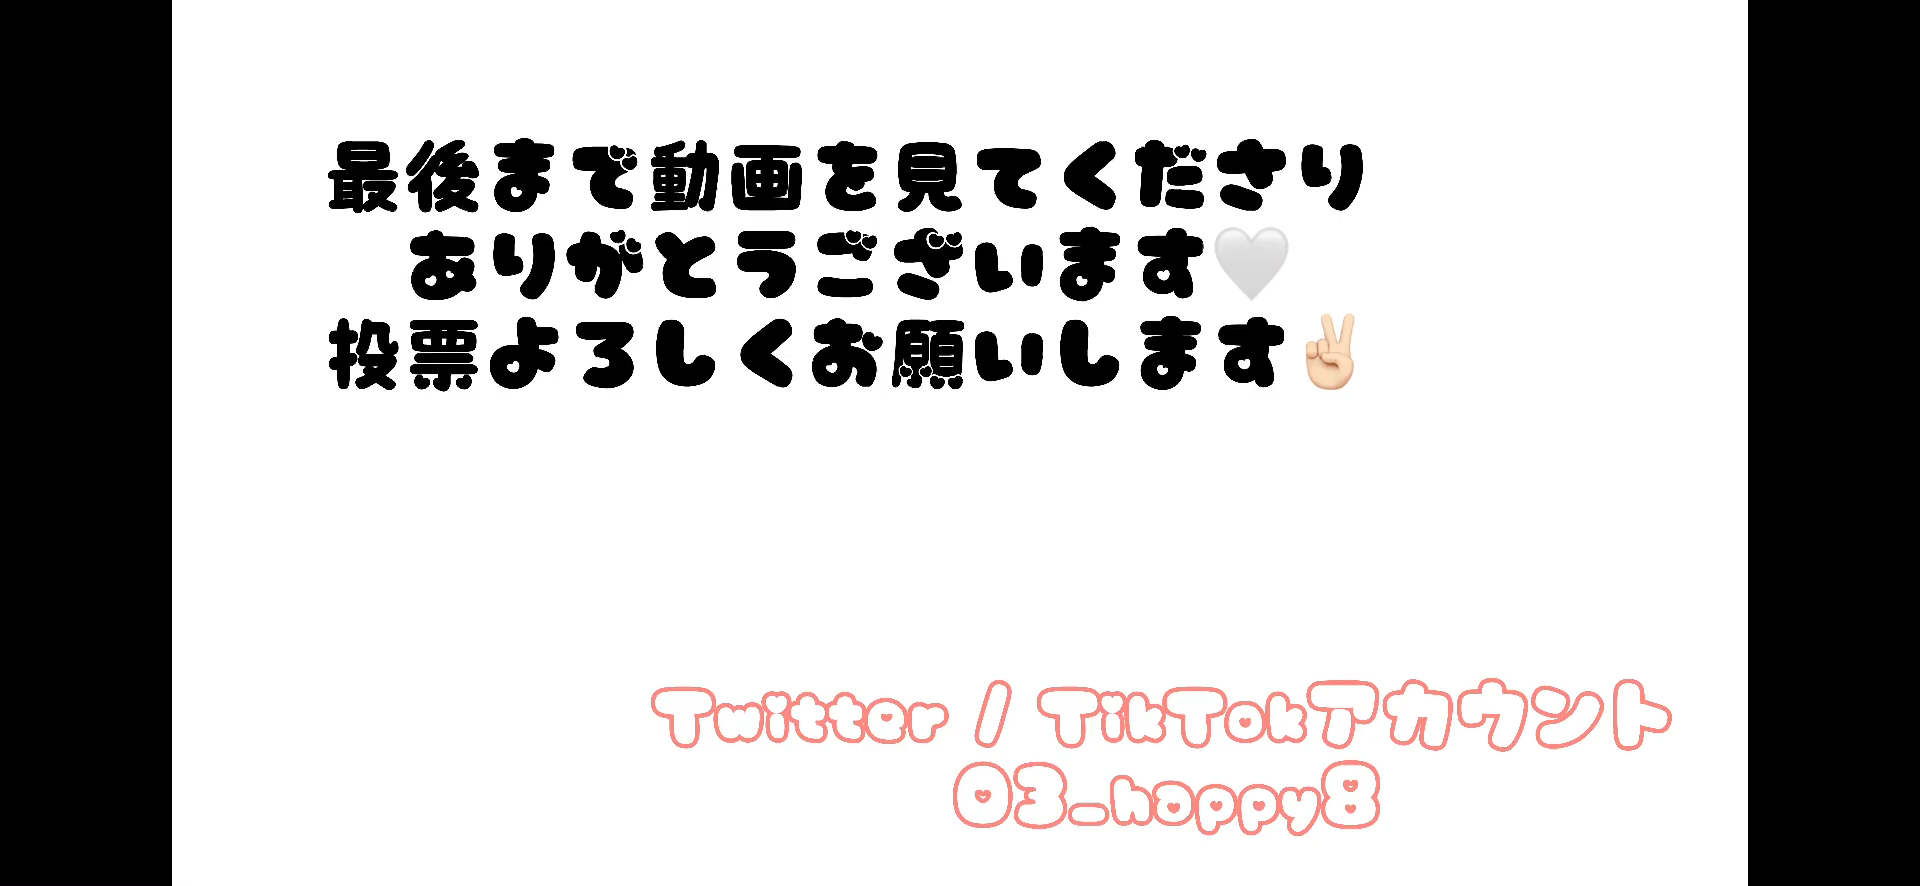 最後まで動画を見てくださり
ありがとうございます🤍
投票よろしくお願いします✌🏻
Twitter / TikTokアカウント
03_happy8